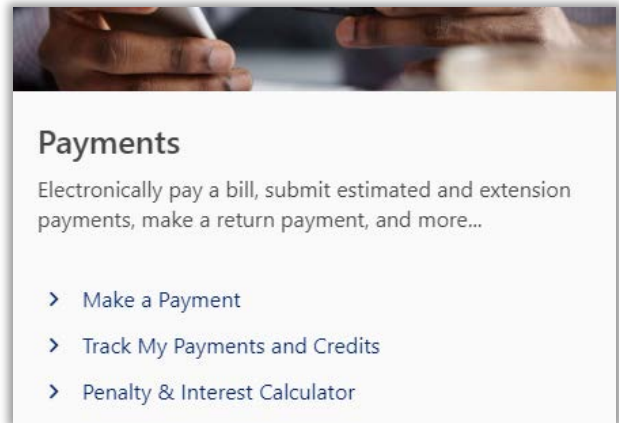 Payments
Electronically pay a bill, submit estimated and extension
payments, make a return payment, and more...
Make a Payment
Track My Payments and Credits
Penalty & Interest Calculator